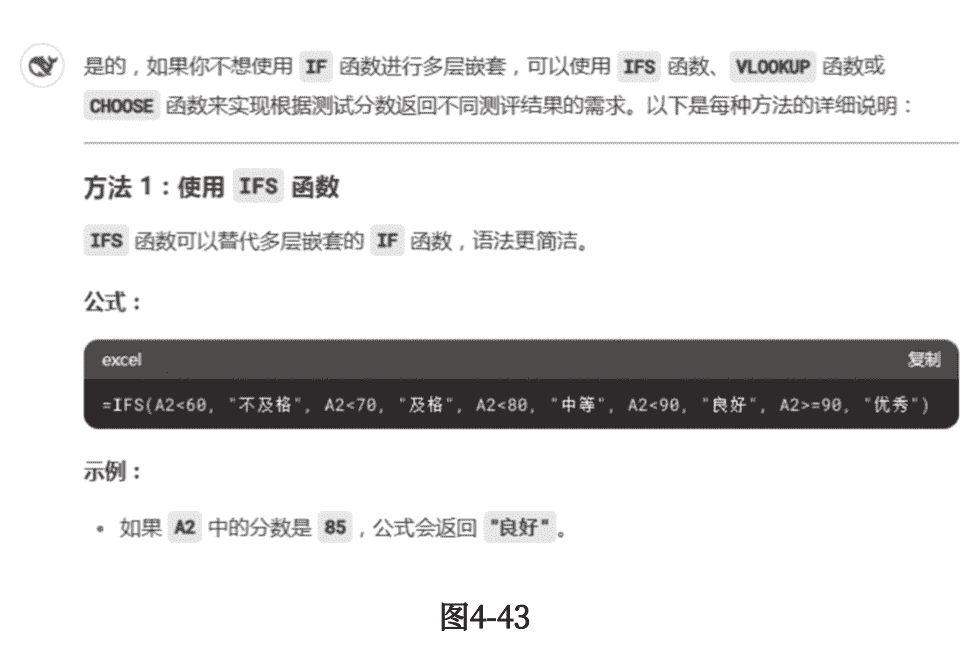 是的，如果你不想使用 IF 函数进行多层嵌套，可以使用 IFS 函数、 VLOOKUP 函数或
CHOOSE 函数来实现根据测试分数返回不同测评结果的需求。以下是每种方法的详细说明：
方法 1：使用 IFS 函数
IFS 函数可以替代多层嵌套的 IF 函数，语法更简洁。
公式：
excel 复制
=IFS(A2<60, "不及格", A2<70, "及格", A2<80, "中等", A2<90, "良好", A2>=90, "优秀")
示例：
• 如果 A2 中的分数是 85 ，公式会返回 "良好" 。
图4-43